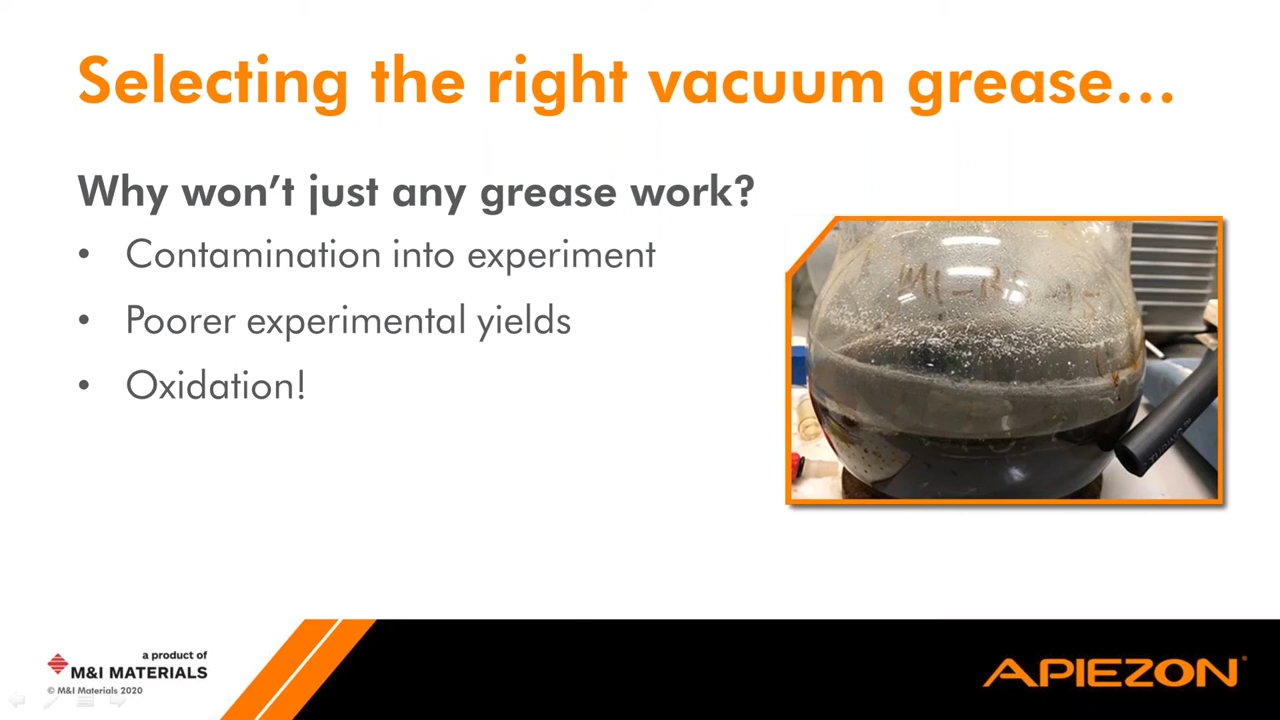 Selecting the right vacuum grease...
Why won't just any grease work?
• Contamination into experiment
• Poorer experimental yields
• Oxidation!
a product of
M&I MATERIALS
© M&I Materials 2020
APIEZON®